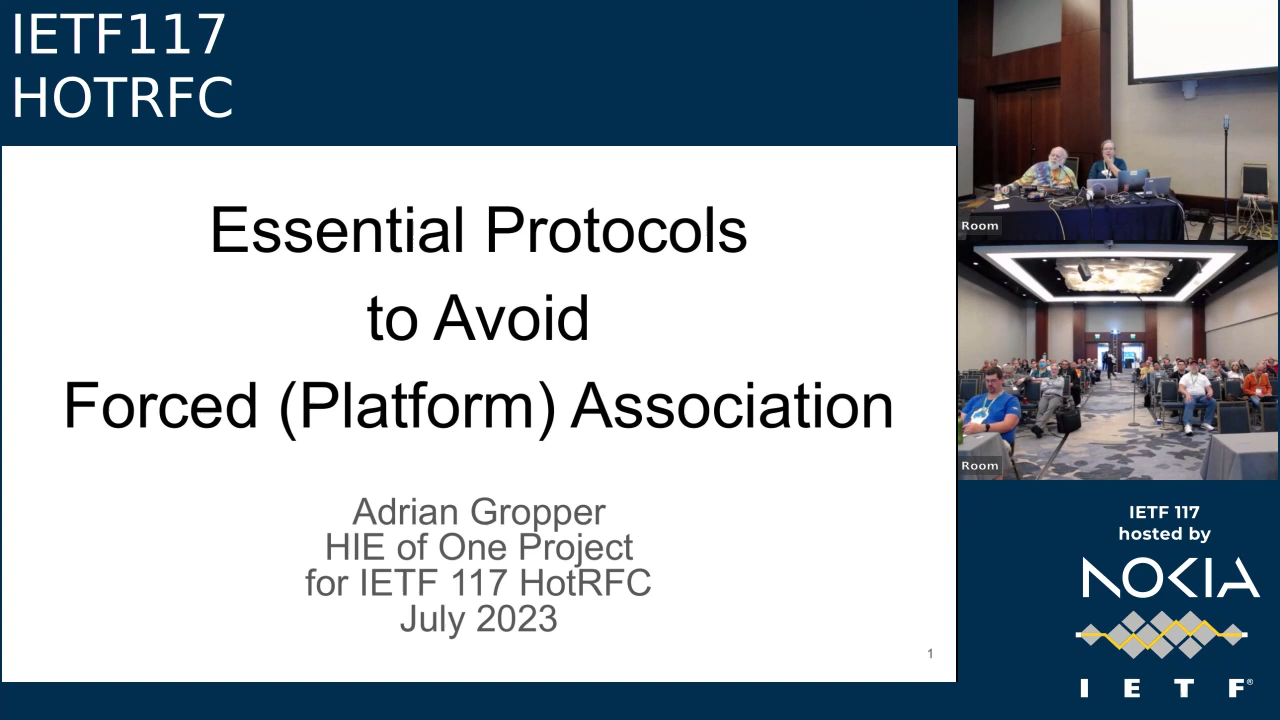 IETF117
HOTRFC
Essential Protocols
to Avoid
Forced (Platform) Association
Adrian Gropper
HIE of One Project
for IETF 117 HotRFC
July 2023
1
Room
Room
IETF 117
hosted by
NOKIA
I E T F®